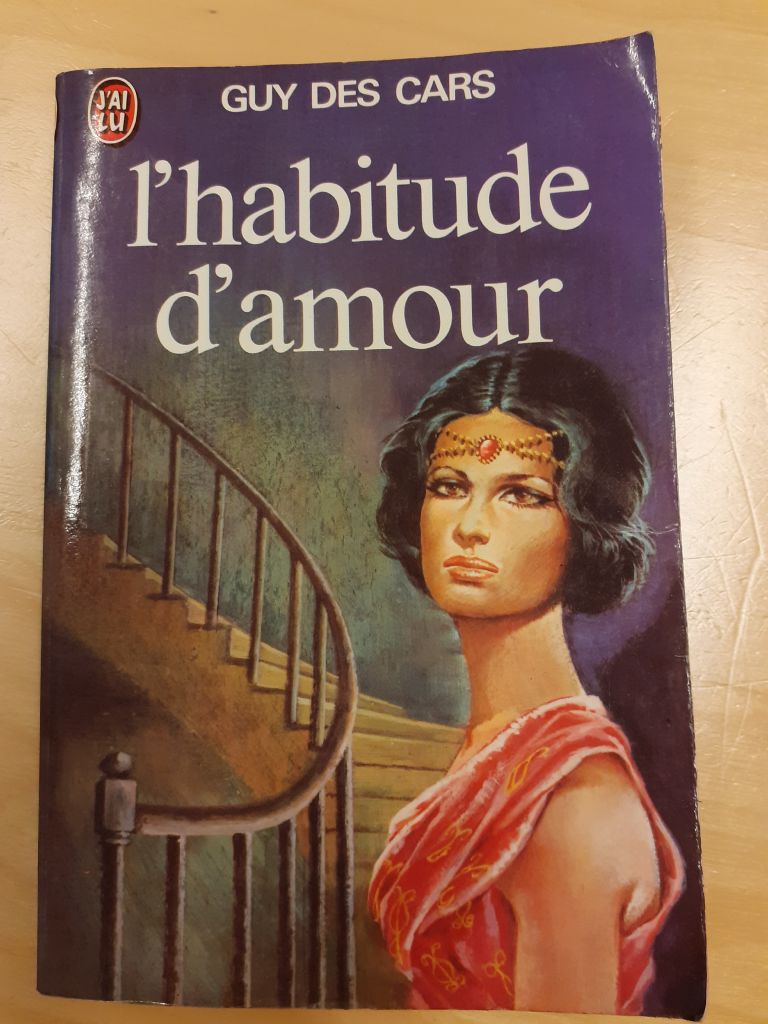 J'AI
LU
GUY DES CARS
l'habitude
d'amour